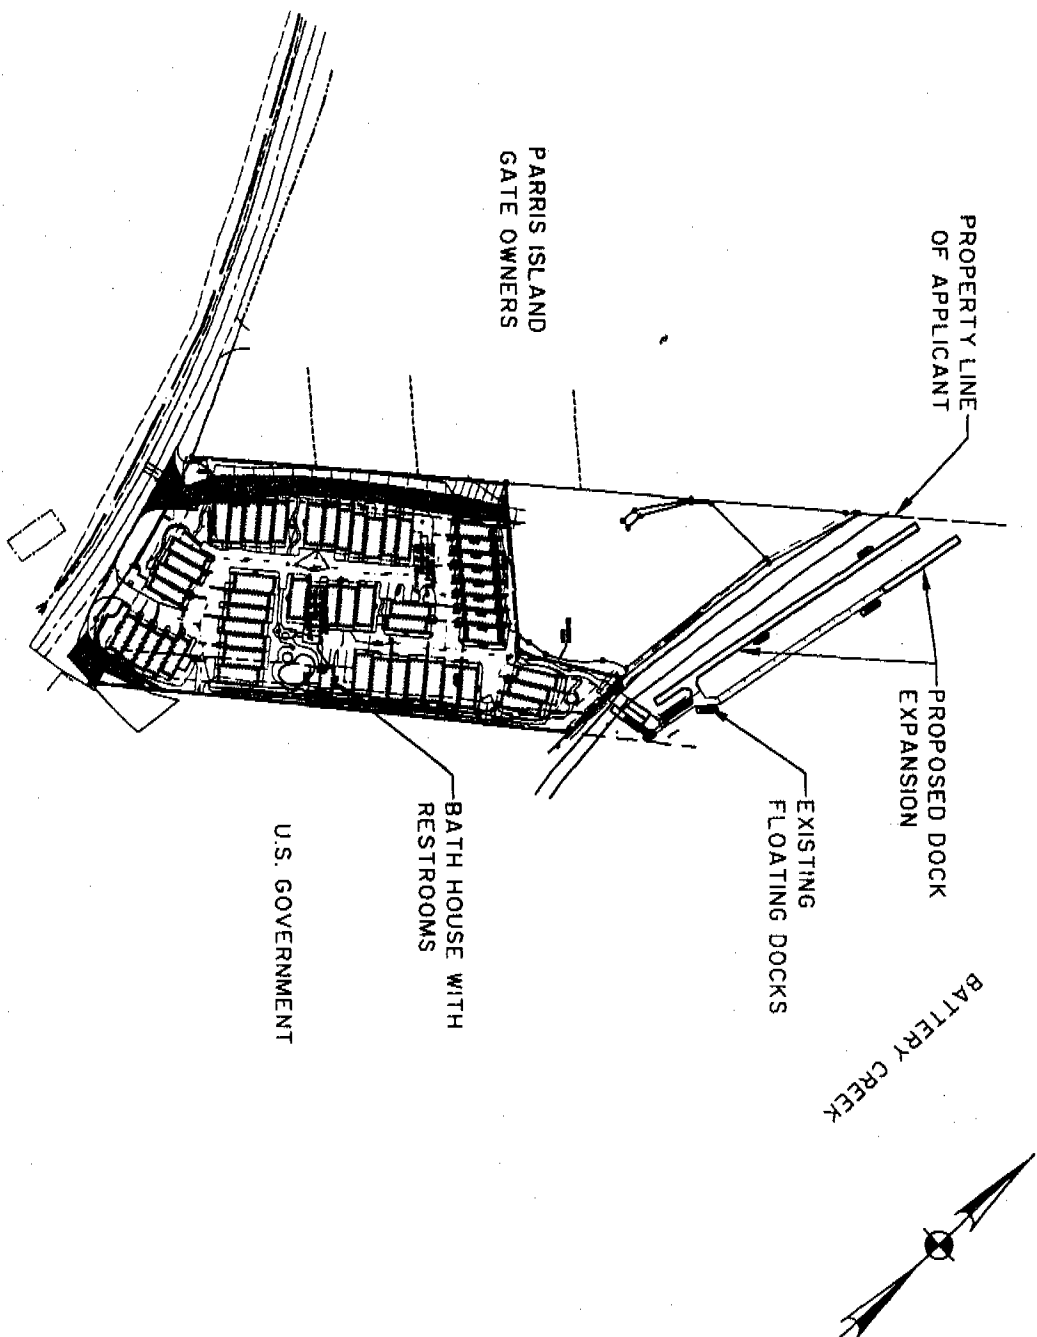 PROPERTY LINE
OF APPLICANT
PARRIS ISLAND
GATE OWNERS
PROPOSED DOCK
EXPANSION
EXISTING
FLOATING DOCKS
BATH HOUSE WITH
RESTROOMS
U.S. GOVERNMENT
BATTERY CREEK